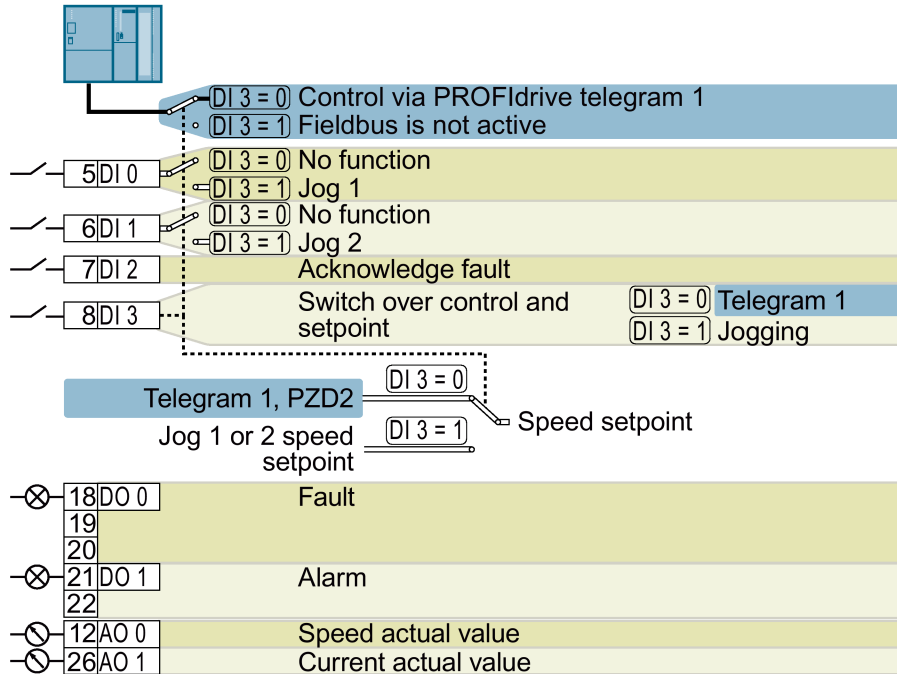 DI 3 = 0 Control via PROFIdrive telegram 1
DI 3 = 1 Fieldbus is not active
5 DI 0 DI 3 = 0 No function
DI 3 = 1 Jog 1
6 DI 1 DI 3 = 0 No function
DI 3 = 1 Jog 2
7 DI 2 Acknowledge fault
8 DI 3 Switch over control and setpoint
DI 3 = 0 Telegram 1
DI 3 = 1 Jogging
Telegram 1, PZD2 DI 3 = 0
Speed setpoint
Jog 1 or 2 speed DI 3 = 1
setpoint
18 DO 0 Fault
19
20
21 DO 1 Alarm
22
12 AO 0 Speed actual value
26 AO 1 Current actual value